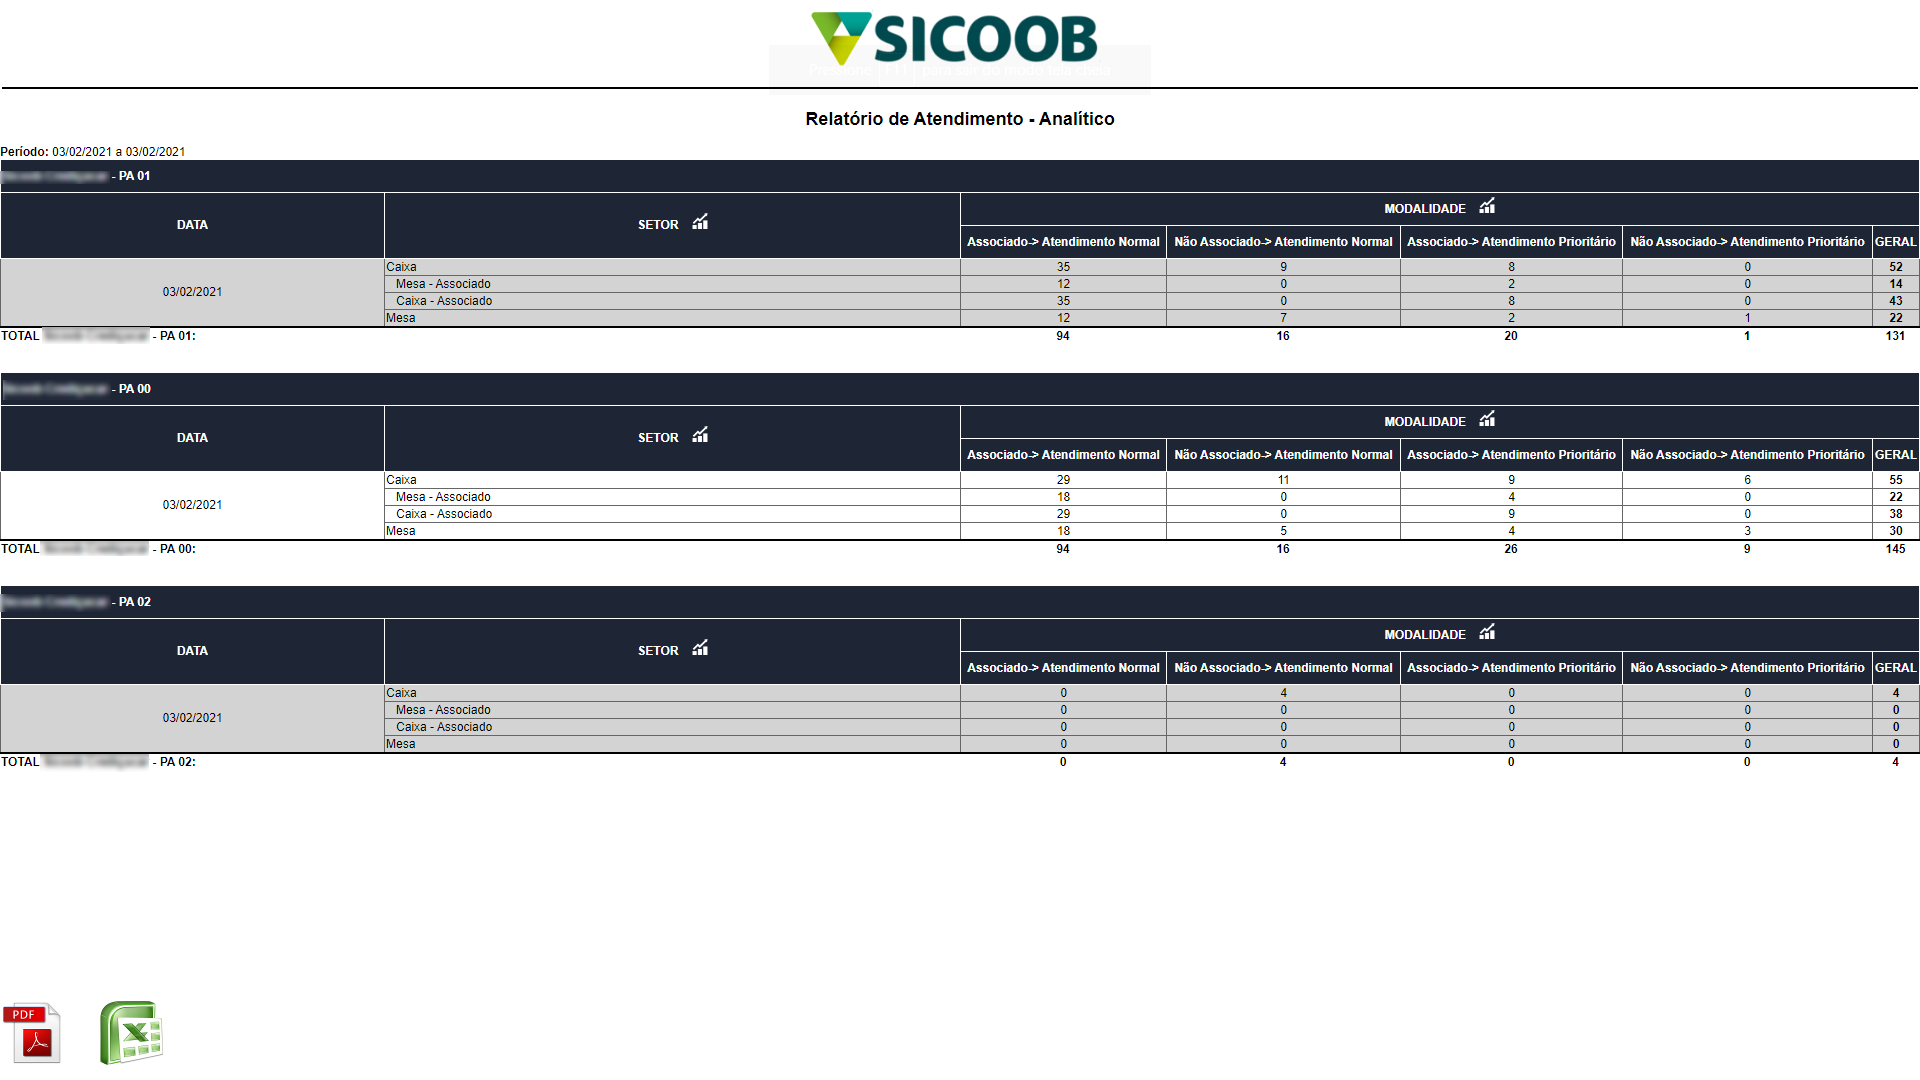 SICOOB
Relatório de Atendimento - Analítico
Período: 03/02/2021 a 03/02/2021
- PA 01
DATA SETOR MODALIDADE
Associado-> Atendimento Normal Não Associado-> Atendimento Normal Associado-> Atendimento Prioritário Não Associado-> Atendimento Prioritário GERAL
03/02/2021
Caixa 35 9 8 0 52
Mesa - Associado 12 0 2 0 14
Caixa - Associado 35 0 8 0 43
Mesa 12 7 2 1 22
TOTAL - PA 01: 94 16 20 1 131
- PA 00
DATA SETOR MODALIDADE
Associado-> Atendimento Normal Não Associado-> Atendimento Normal Associado-> Atendimento Prioritário Não Associado-> Atendimento Prioritário GERAL
03/02/2021
Caixa 29 11 9 6 55
Mesa - Associado 18 0 4 0 22
Caixa - Associado 29 0 9 0 38
Mesa 18 5 4 3 30
TOTAL - PA 00: 94 16 26 9 145
- PA 02
DATA SETOR MODALIDADE
Associado-> Atendimento Normal Não Associado-> Atendimento Normal Associado-> Atendimento Prioritário Não Associado-> Atendimento Prioritário GERAL
03/02/2021
Caixa 0 4 0 0 4
Mesa - Associado 0 0 0 0 0
Caixa - Associado 0 0 0 0 0
Mesa 0 0 0 0 0
TOTAL - PA 02: 0 4 0 0 4
PDF